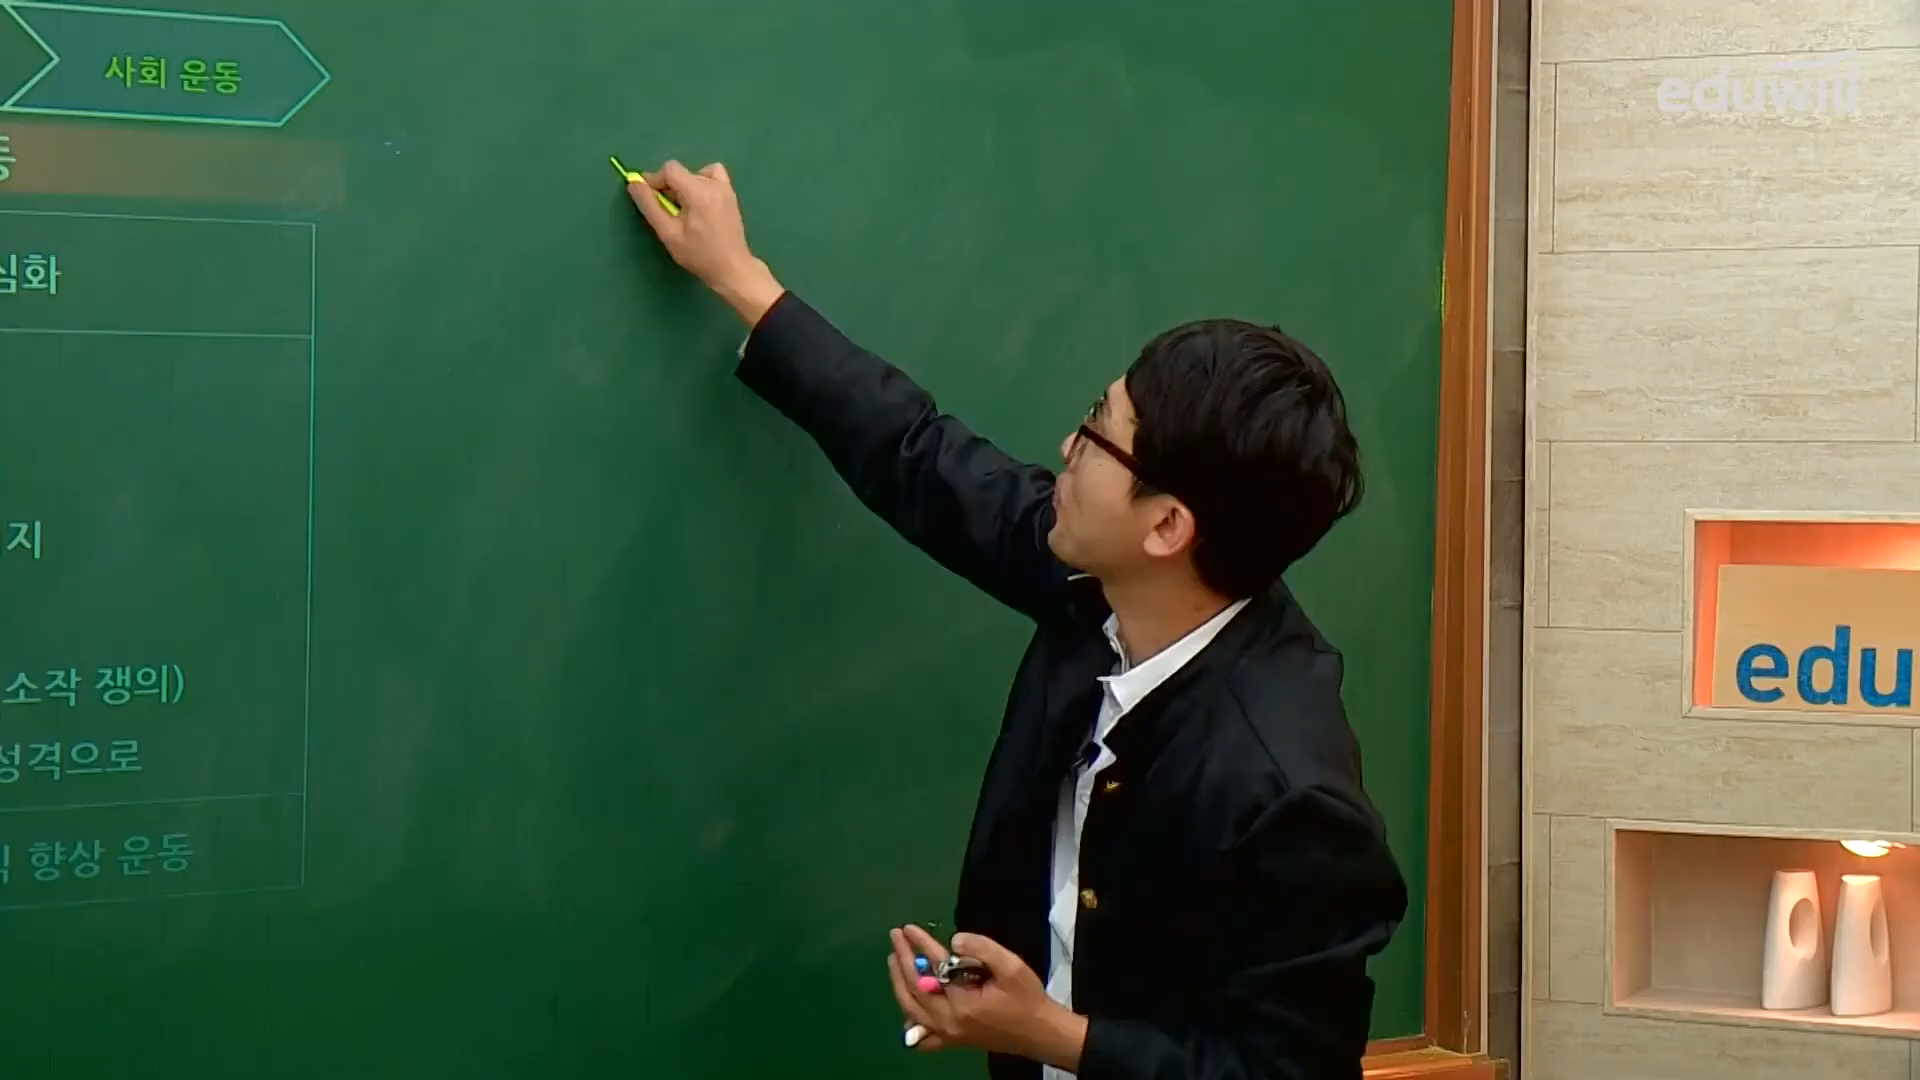 사회 운동
심화
지
소작 쟁의)
성격으로
향상 운동
eduwill
edu